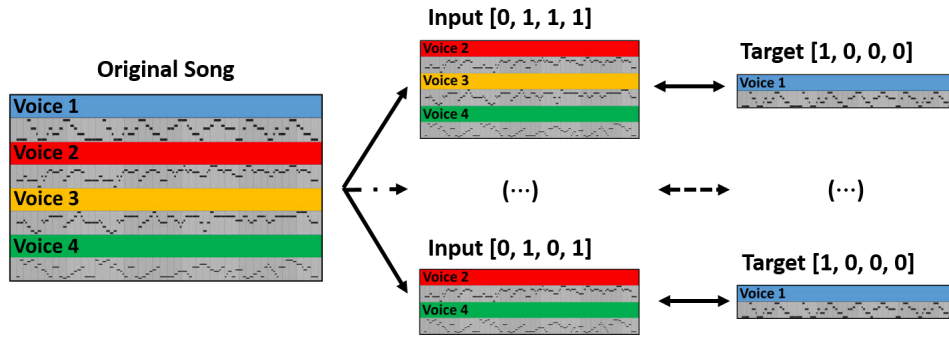 Original Song
Voice 1
Voice 2
Voice 3
Voice 4
Input [0, 1, 1, 1]
Voice 2
Voice 3
Voice 4
Target [1, 0, 0, 0]
Voice 1
(···)
(···)
Input [0, 1, 0, 1]
Voice 2
Voice 4
Target [1, 0, 0, 0]
Voice 1